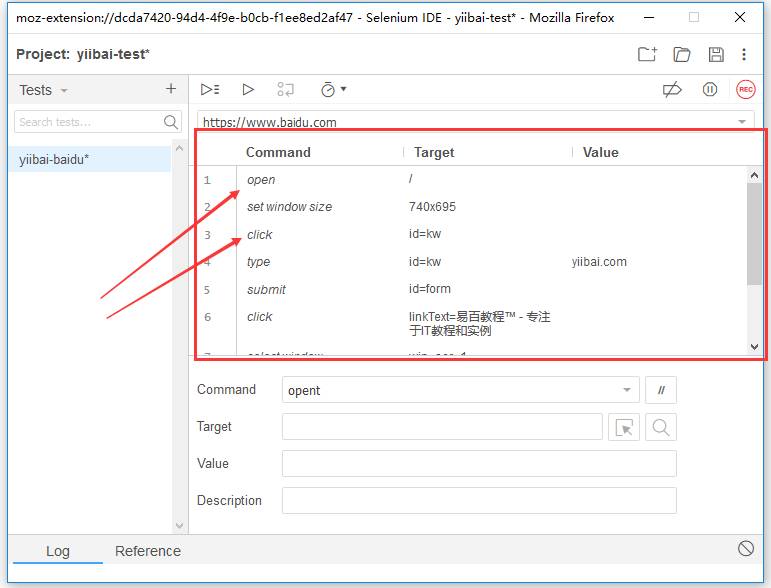 moz-extension://dcda7420-94d4-4f9e-b0cb-f1ee8ed2af47 - Selenium IDE - yiibai-test* - Mozilla Firefox
Project: yiibai-test*
Tests
Search tests...
yiibai-baidu*
REC
https://www.baidu.com
Command Target Value
1 open /
2 set window size 740x695
3 click id=kw
4 type id=kw yiibai.com
5 submit id=form
6 click linkText=易百教程™ - 专注
于IT教程和实例
7 select window
Command opent //
Target
Value
Description
Log Reference